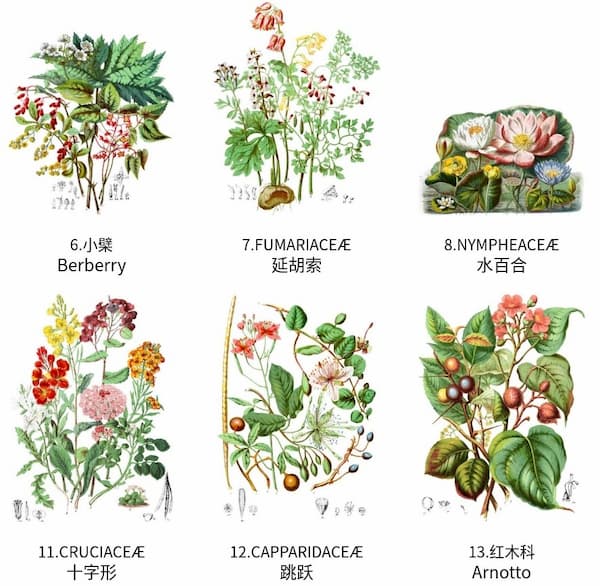 6.小檗
Berberry
7.FUMARIACEÆ
延胡索
8.NYMPHEACEÆ
水百合
11.CRUCIACEÆ
十字形
12.CAPPARIDACEÆ
跳跃
13.红木科
Arnotto